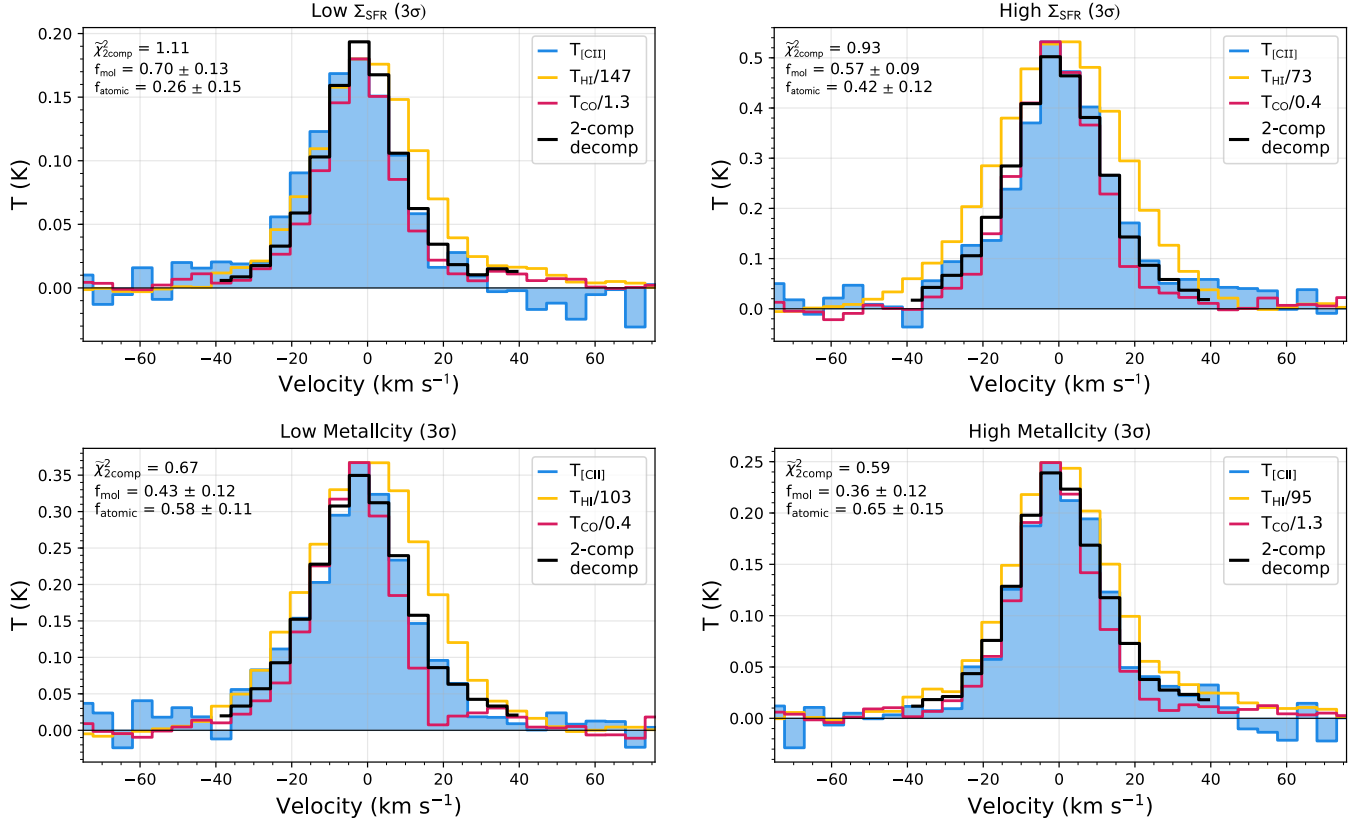 Low Σ_SFR (3σ)
χ̃²_2comp = 1.11
f_mol = 0.70 ± 0.13
f_atomic = 0.26 ± 0.15
T_[CII]
T_HI/147
T_CO/1.3
2-comp
decomp
0.20
0.15
0.10
0.05
0.00
T (K)
−60 −40 −20 0 20 40 60
Velocity (km s⁻¹)
High Σ_SFR (3σ)
χ̃²_2comp = 0.93
f_mol = 0.57 ± 0.09
f_atomic = 0.42 ± 0.12
T_[CII]
T_HI/73
T_CO/0.4
2-comp
decomp
0.5
0.4
0.3
0.2
0.1
0.0
T (K)
−60 −40 −20 0 20 40 60
Velocity (km s⁻¹)
Low Metallcity (3σ)
χ̃²_2comp = 0.67
f_mol = 0.43 ± 0.12
f_atomic = 0.58 ± 0.11
T_[CII]
T_HI/103
T_CO/0.4
2-comp
decomp
0.35
0.30
0.25
0.20
0.15
0.10
0.05
0.00
T (K)
−60 −40 −20 0 20 40 60
Velocity (km s⁻¹)
High Metallcity (3σ)
χ̃²_2comp = 0.59
f_mol = 0.36 ± 0.12
f_atomic = 0.65 ± 0.15
T_[CII]
T_HI/95
T_CO/1.3
2-comp
decomp
0.25
0.20
0.15
0.10
0.05
0.00
T (K)
−60 −40 −20 0 20 40 60
Velocity (km s⁻¹)